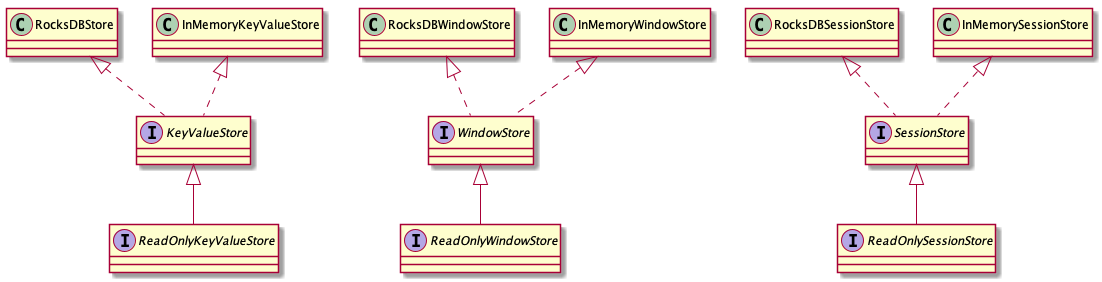 C RocksDBStore
C InMemoryKeyValueStore
C RocksDBWindowStore
C InMemoryWindowStore
C RocksDBSessionStore
C InMemorySessionStore
I KeyValueStore
I WindowStore
I SessionStore
I ReadOnlyKeyValueStore
I ReadOnlyWindowStore
I ReadOnlySessionStore